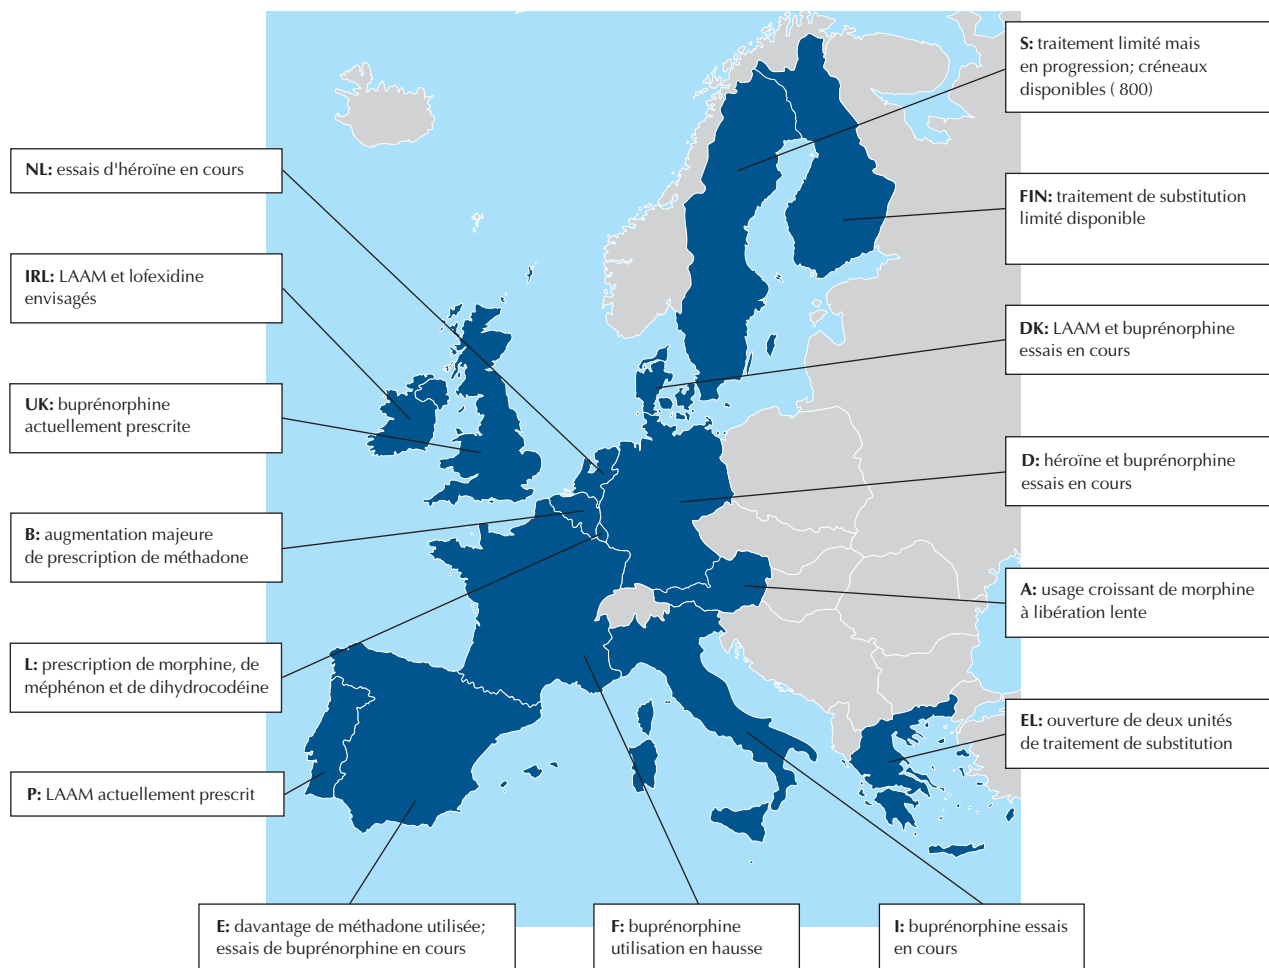 S: traitement limité mais
en progression; créneaux
disponibles ( 800)
NL: essais d'héroïne en cours
FIN: traitement de substitution
limité disponible
IRL: LAAM et lofexidine
envisagés
DK: LAAM et buprénorphine
essais en cours
UK: buprénorphine
actuellement prescrite
D: héroïne et buprénorphine
essais en cours
B: augmentation majeure
de prescription de méthadone
A: usage croissant de morphine
à libération lente
L: prescription de morphine, de
méphénon et de dihydrocodéine
EL: ouverture de deux unités
de traitement de substitution
P: LAAM actuellement prescrit
E: davantage de méthadone utilisée;
essais de buprénorphine en cours
F: buprénorphine
utilisation en hausse
I: buprénorphine essais
en cours